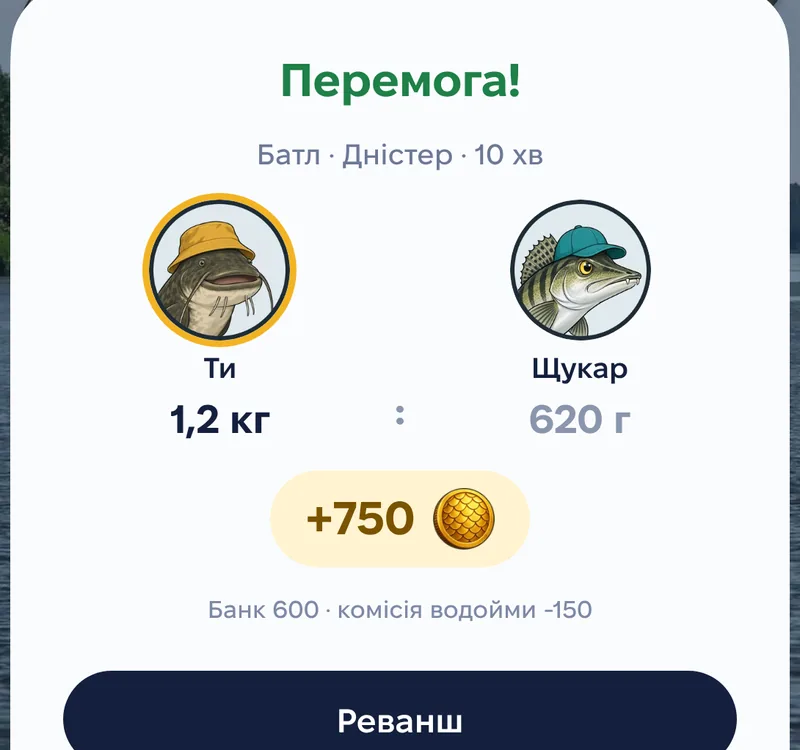 Перемога!
Батл · Дністер · 10 хв
Ти
Щукар
1,2 кг : 620 г
+750
Банк 600 · комісія водойми -150
Реванш